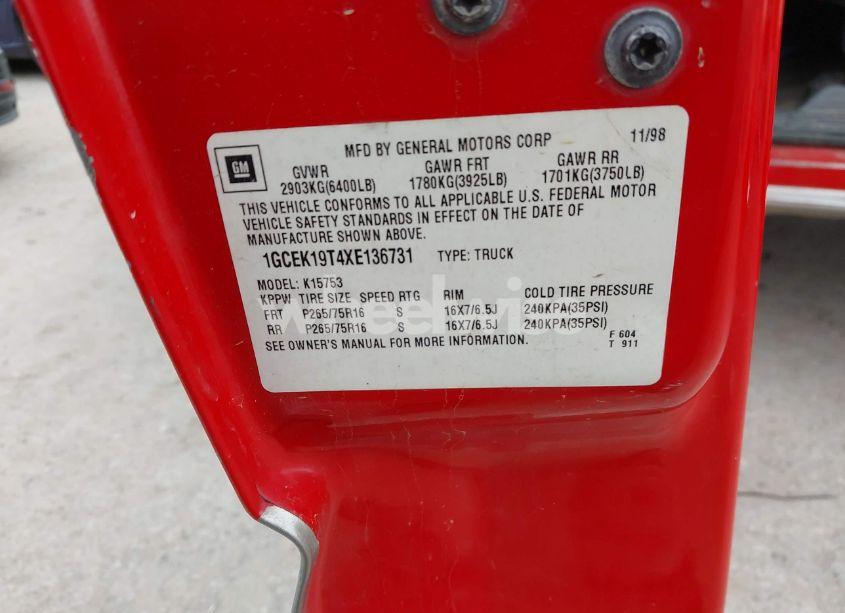 MFD BY GENERAL MOTORS CORP 11/98
GM
GVWR GAWR FRT GAWR RR
2903KG(6400LB) 1780KG(3925LB) 1701KG(3750LB)
THIS VEHICLE CONFORMS TO ALL APPLICABLE U.S. FEDERAL MOTOR
VEHICLE SAFETY STANDARDS IN EFFECT ON THE DATE OF
MANUFACTURE SHOWN ABOVE.
1GCEK19T4XE136731 TYPE: TRUCK
MODEL: K15753
KPPW TIRE SIZE SPEED RTG RIM COLD TIRE PRESSURE
FRT P265/75R16 S 16X7/6.5J 240KPA(35PSI)
RR P265/75R16 S 16X7/6.5J 240KPA(35PSI)
SEE OWNER'S MANUAL FOR MORE INFORMATION.
F 604
T 911